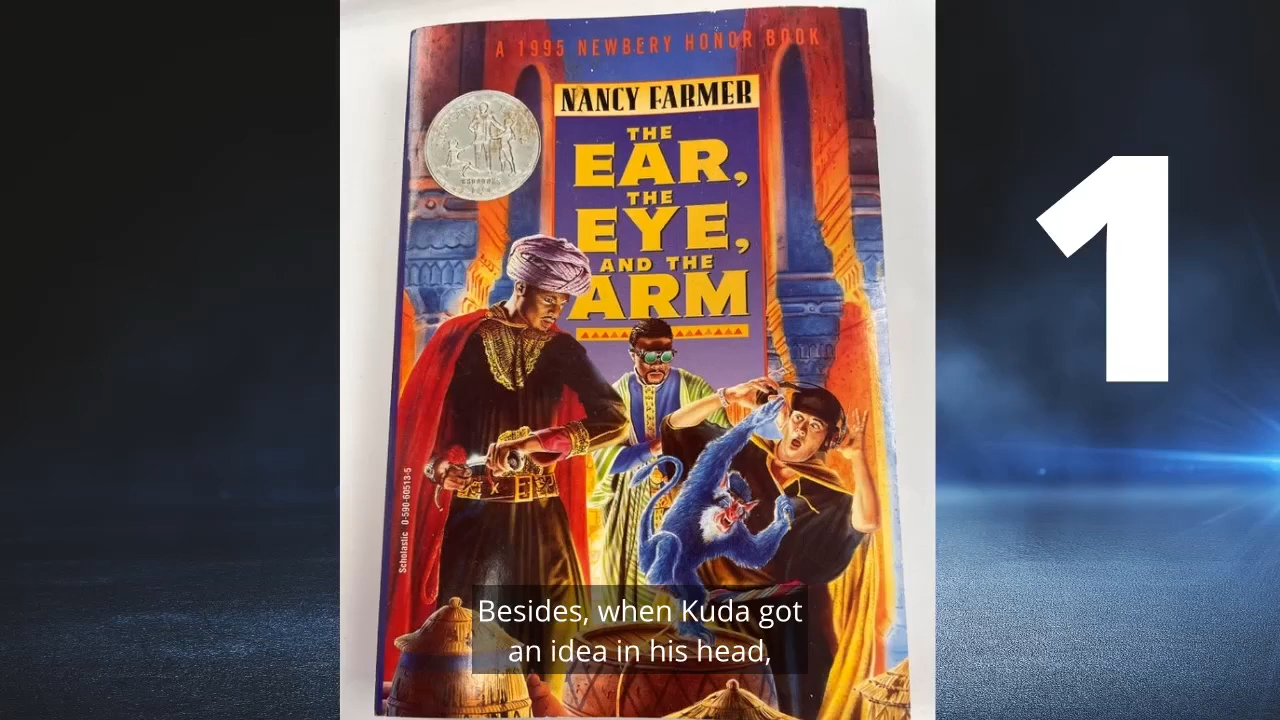 A 1995 NEWBERY HONOR BOOK
NANCY FARMER
THE
EAR,
THE
EYE,
AND THE
ARM
1
Scholastic 0-590-60513-5
Besides, when Kuda got
an idea in his head,